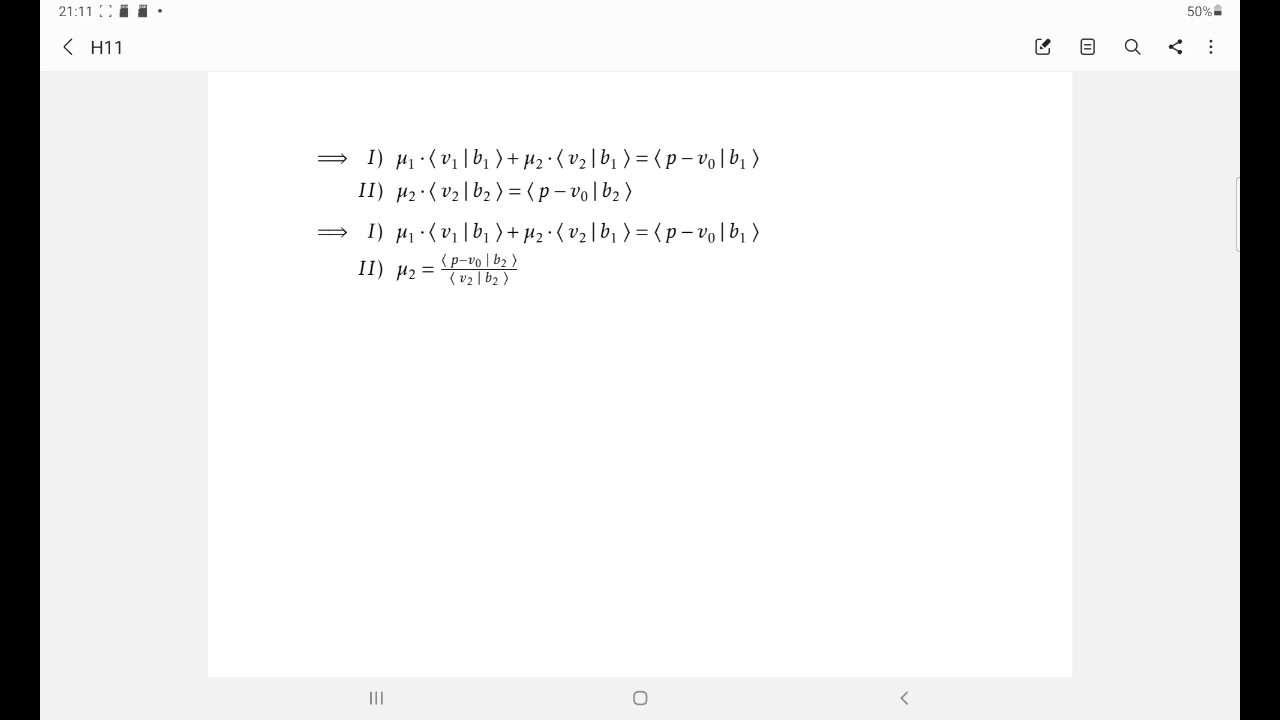 21:11 50%
H11
⟹ I) μ₁·⟨ v₁ | b₁ ⟩ + μ₂·⟨ v₂ | b₁ ⟩ = ⟨ p − v₀ | b₁ ⟩
II) μ₂·⟨ v₂ | b₂ ⟩ = ⟨ p − v₀ | b₂ ⟩
⟹ I) μ₁·⟨ v₁ | b₁ ⟩ + μ₂·⟨ v₂ | b₁ ⟩ = ⟨ p − v₀ | b₁ ⟩
II) μ₂ = ⟨ p−v₀ | b₂ ⟩ / ⟨ v₂ | b₂ ⟩